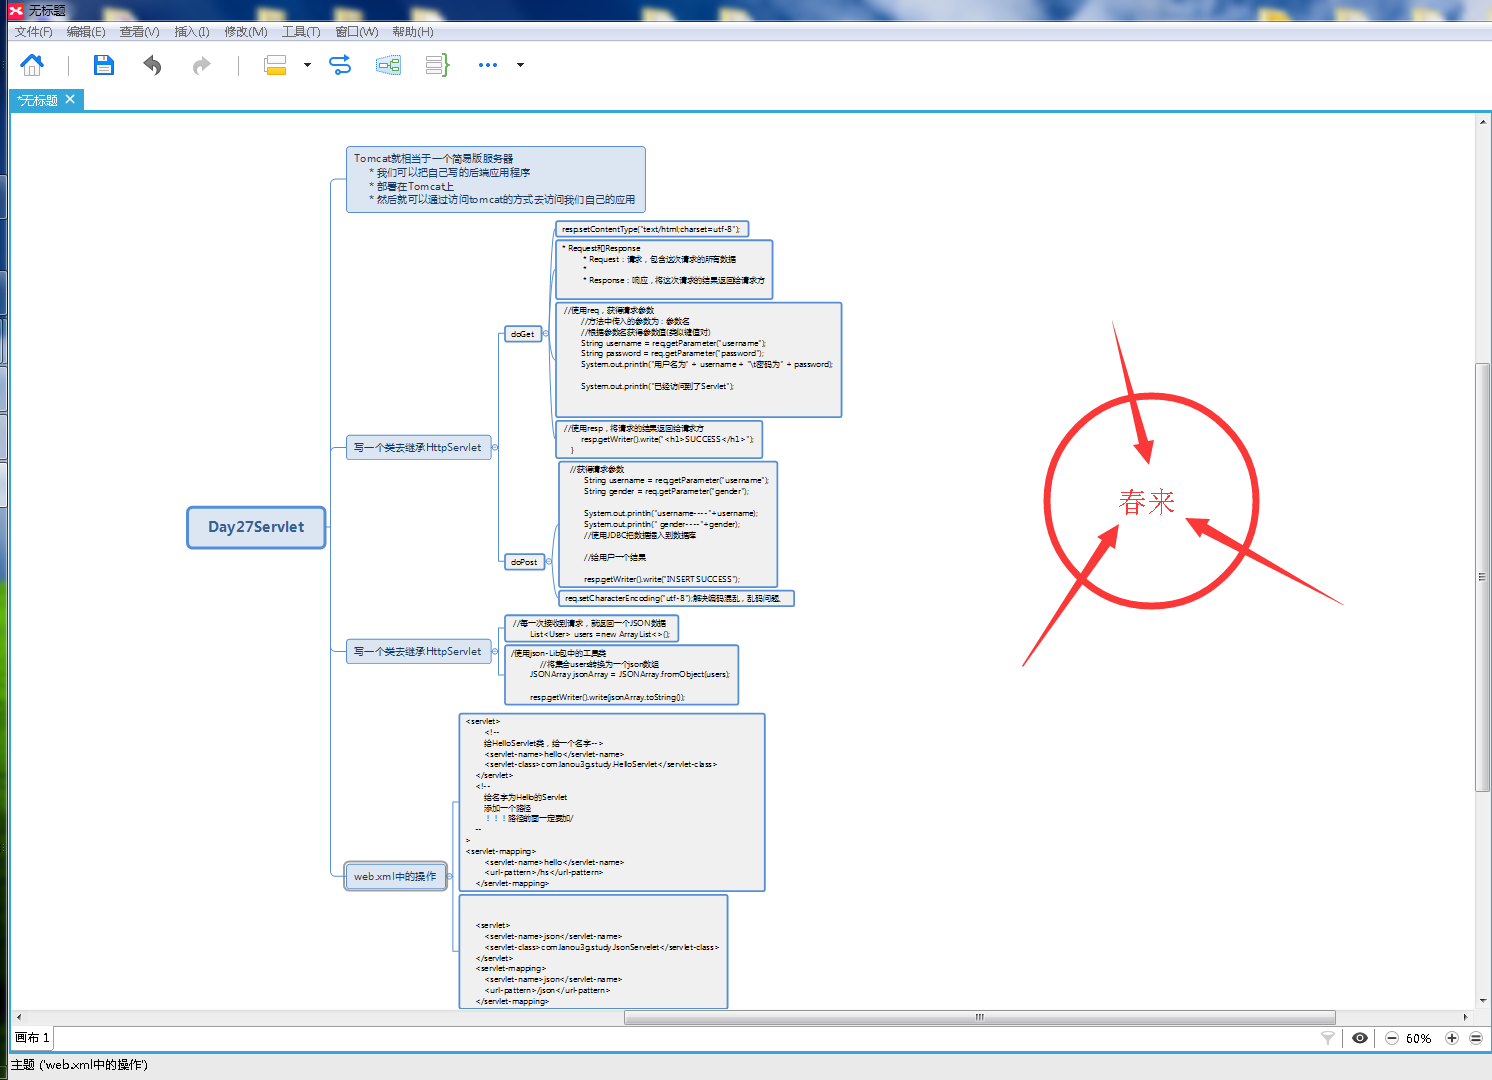 无标题
文件(F) 编辑(E) 查看(V) 插入(I) 修改(M) 工具(T) 窗口(W) 帮助(H)
*无标题
Tomcat就相当于一个简易版服务器
* 我们可以把自己写的后端应用程序
* 部署在Tomcat上
* 然后就可以通过访问tomcat的方式去访问我们自己的应用
resp.setContentType("text/html;charset=utf-8");
* Request和Response
* Request：请求，包含这次请求的所有数据
*
* Response：响应，将这次请求的结果返回给请求方
//使用req，获得请求参数
//方法中传入的参数为：参数名
//根据参数名获得参数值(类似键值对)
String username = req.getParameter("username");
String password = req.getParameter("password");
System.out.println("用户名为" + username + "\t密码为" + password);
System.out.println("已经访问到了Servlet");
doGet
//使用resp，将请求的结果返回给请求方
resp.getWriter().write("<h1>SUCCESS</h1>");
}
写一个类去继承HttpServlet
//获得请求参数
String username = req.getParameter("username");
String gender = req.getParameter("gender");
System.out.println("username----"+username);
System.out.println(" gender----"+gender);
//使用JDBC把数据插入到数据库
//给用户一个结果
resp.getWriter().write("INSERT SUCCESS");
doPost
req.setCharacterEncoding("utf-8");解决编码混乱，乱码问题。
Day27Servlet
春来
//每一次接收到请求，就返回一个JSON数据
List<User> users =new ArrayList<>();
写一个类去继承HttpServlet
/使用json-Lib包中的工具类
//将集合users转换为一个json数组
JSONArray jsonArray = JSONArray.fromObject(users);
resp.getWriter().write(jsonArray.toString());
<servlet>
<!--
给HelloServlet类，给一个名字-->
<servlet-name>hello</servlet-name>
<servlet-class>com.lanou3g.study.HelloServlet</servlet-class>
</servlet>
<!--
给名字为Hello的Servlet
添加一个路径
！！！路径前面一定要加/
--
>
<servlet-mapping>
<servlet-name>hello</servlet-name>
<url-pattern>/hs</url-pattern>
</servlet-mapping>
web.xml中的操作
<servlet>
<servlet-name>json</servlet-name>
<servlet-class>com.lanou3g.study.JsonServelet</servlet-class>
</servlet>
<servlet-mapping>
<servlet-name>json</servlet-name>
<url-pattern>/json</url-pattern>
</servlet-mapping>
画布 1
60%
主题 ('web.xml中的操作')